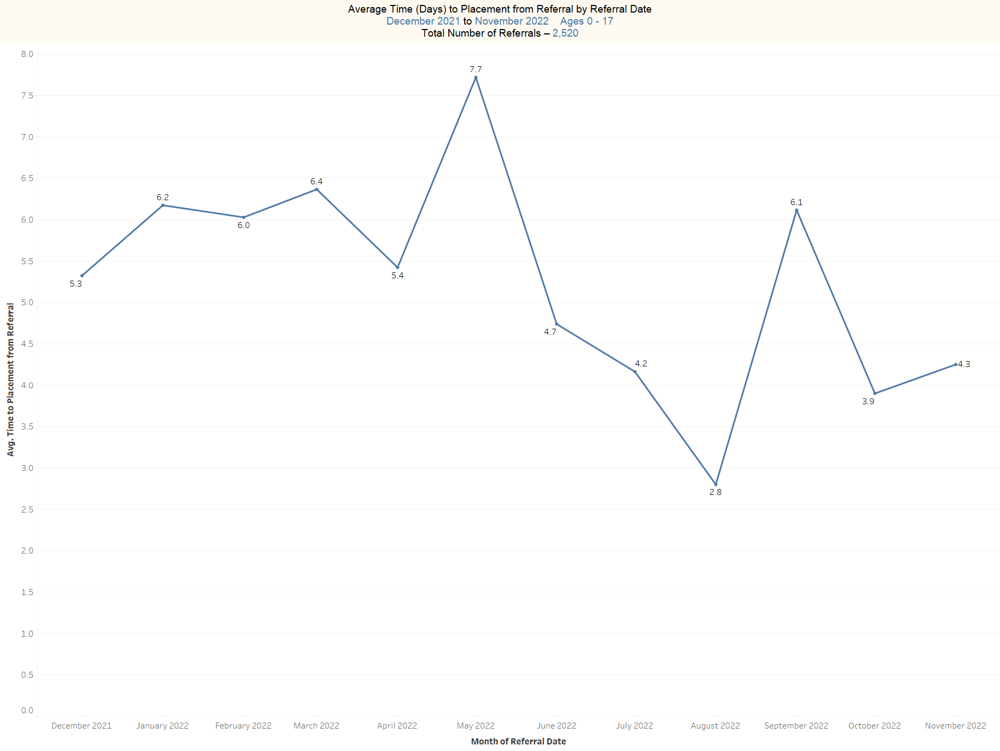 Average Time (Days) to Placement from Referral by Referral Date
December 2021 to November 2022 Ages 0 - 17
Total Number of Referrals – 2,520
8.0
7.5
7.0
6.5
6.0
5.5
5.0
4.5
4.0
3.5
3.0
2.5
2.0
1.5
1.0
0.5
0.0
Avg. Time to Placement from Referral
5.3
6.2
6.0
6.4
5.4
7.7
4.7
4.2
2.8
6.1
3.9
4.3
December 2021
January 2022
February 2022
March 2022
April 2022
May 2022
June 2022
July 2022
August 2022
September 2022
October 2022
November 2022
Month of Referral Date